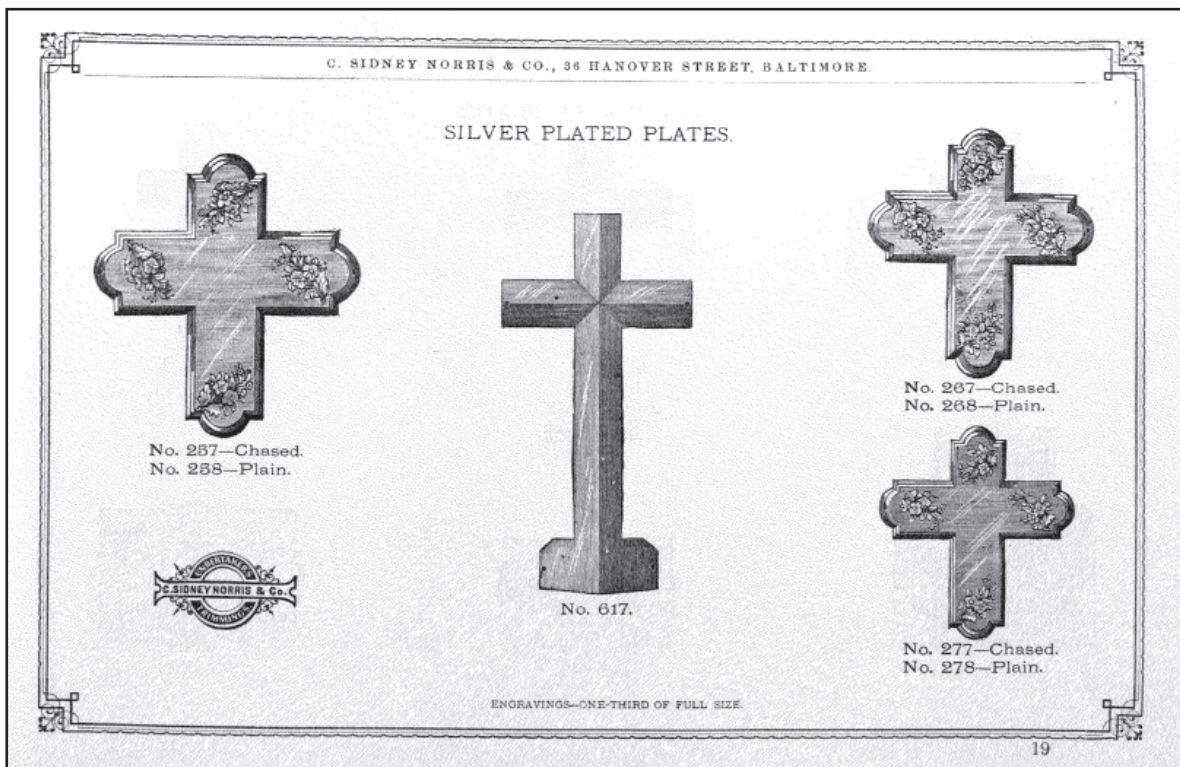 C. SIDNEY NORRIS & CO., 36 HANOVER STREET, BALTIMORE.
SILVER PLATED PLATES.
No. 257—Chased.
No. 258—Plain.
UNDERTAKERS
C. SIDNEY NORRIS & Co.
TRIMMINGS.
No. 617.
No. 267—Chased.
No. 268—Plain.
No. 277—Chased.
No. 278—Plain.
ENGRAVINGS—ONE-THIRD OF FULL SIZE.
19